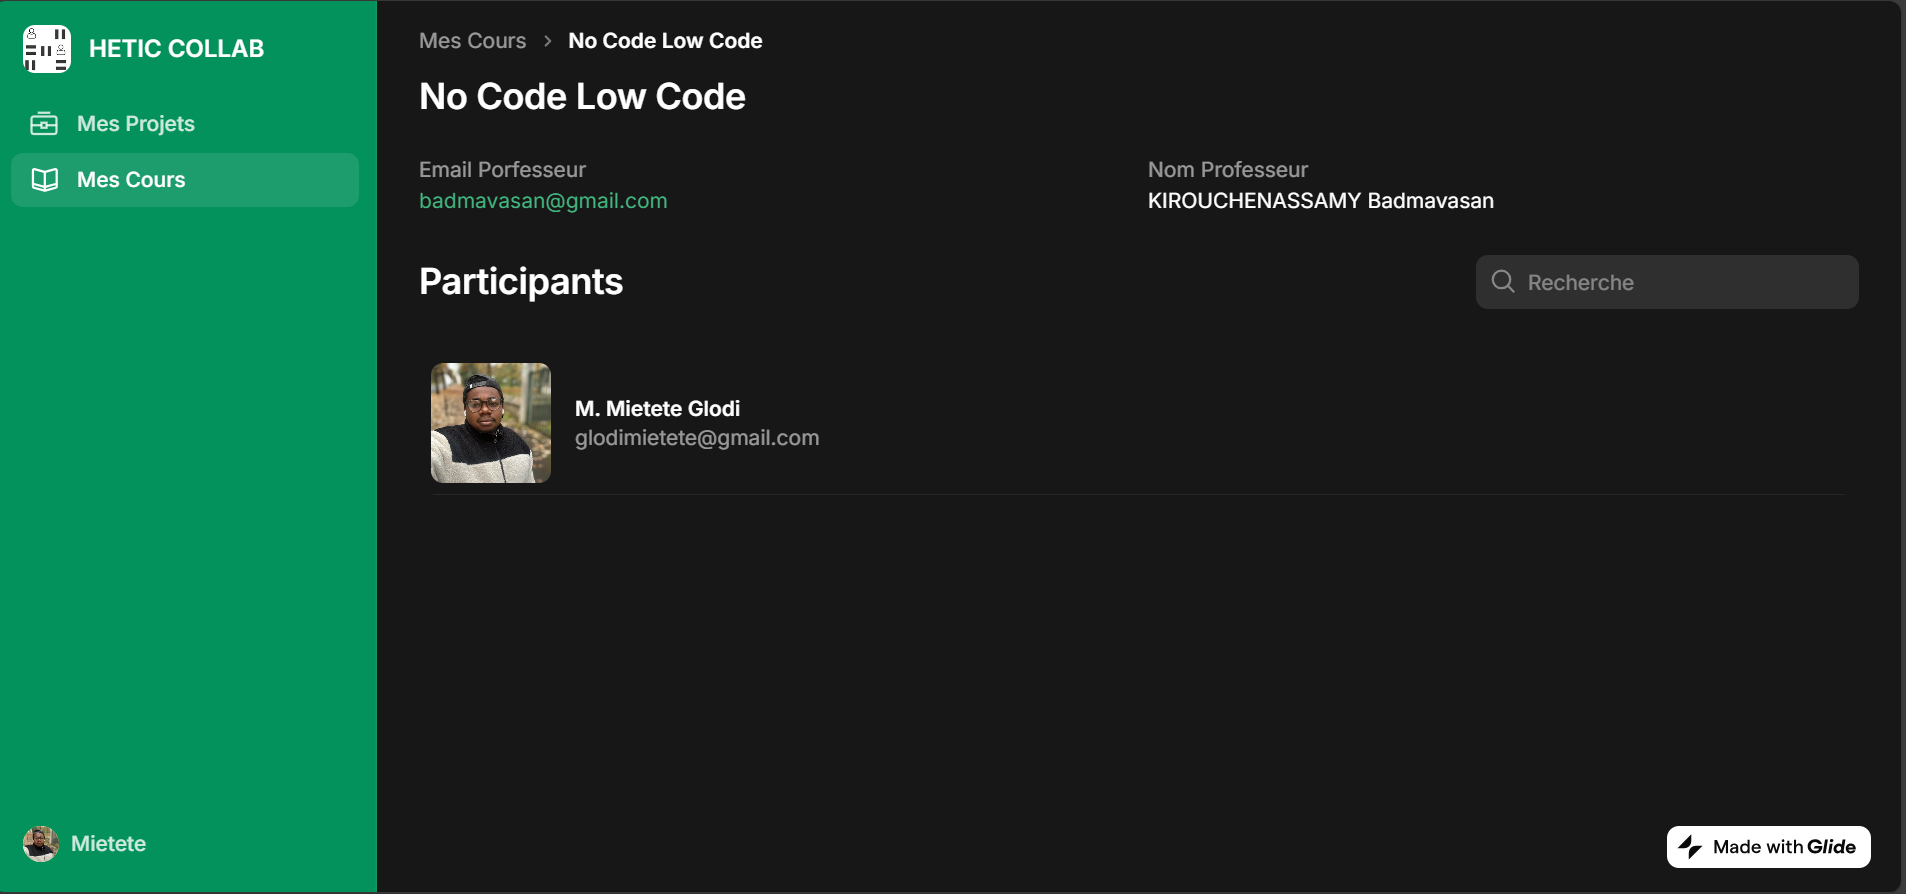 HETIC COLLAB
Mes Projets
Mes Cours
Mietete
Mes Cours > No Code Low Code
No Code Low Code
Email Porfesseur
badmavasan@gmail.com
Nom Professeur
KIROUCHENASSAMY Badmavasan
Participants
Recherche
M. Mietete Glodi
glodimietete@gmail.com
Made with Glide